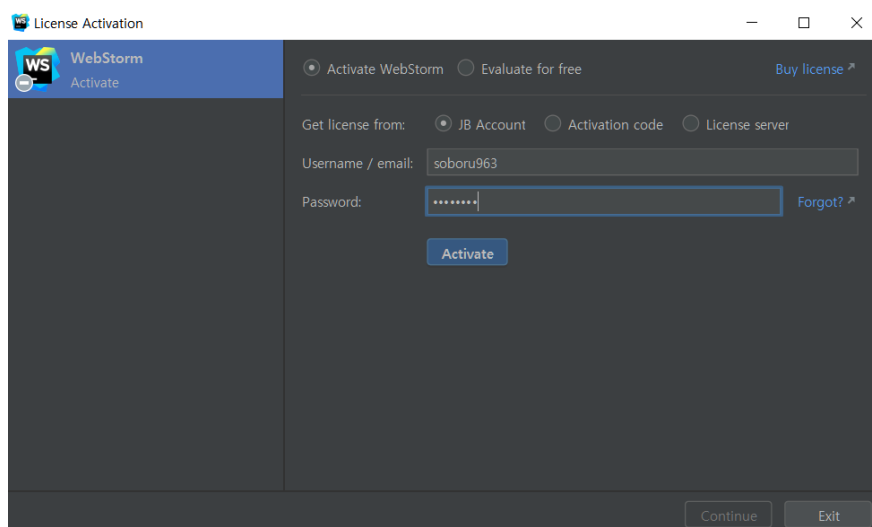 License Activation
WS
WebStorm
Activate
Activate WebStorm Evaluate for free Buy license
Get license from: JB Account Activation code License server
Username / email: soboru963
Password: •••••••• Forgot?
Activate
Continue Exit